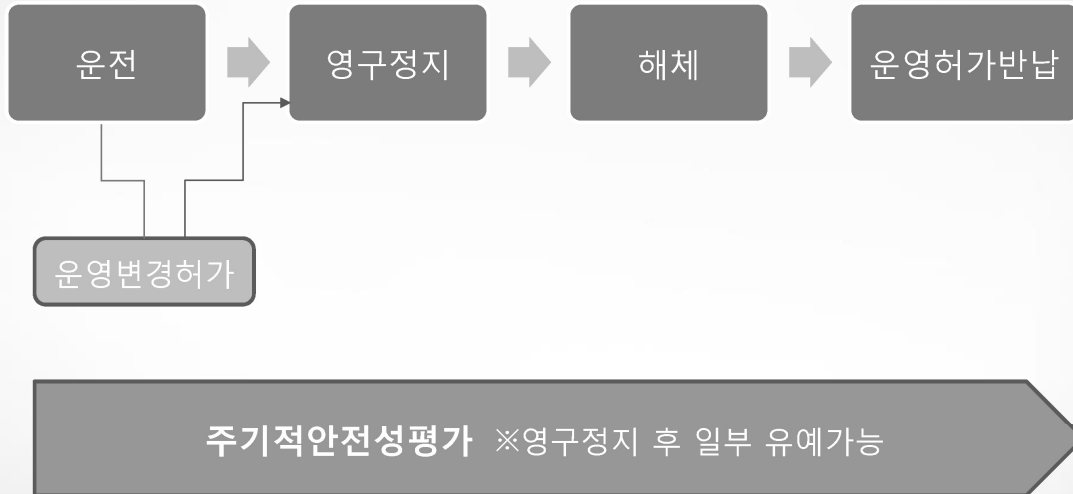 운전
영구정지
해체
운영허가반납
운영변경허가
주기적안전성평가 ※영구정지 후 일부 유예가능